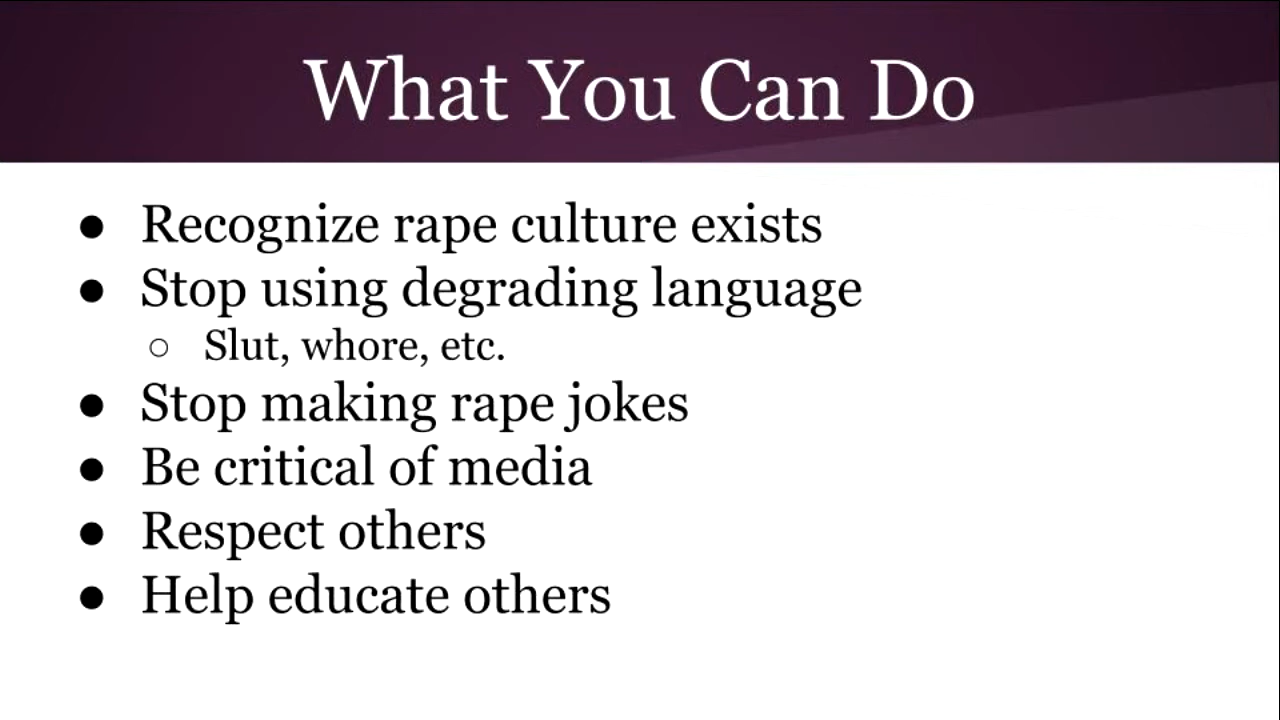 What You Can Do
● Recognize rape culture exists
● Stop using degrading language
○ Slut, whore, etc.
● Stop making rape jokes
● Be critical of media
● Respect others
● Help educate others